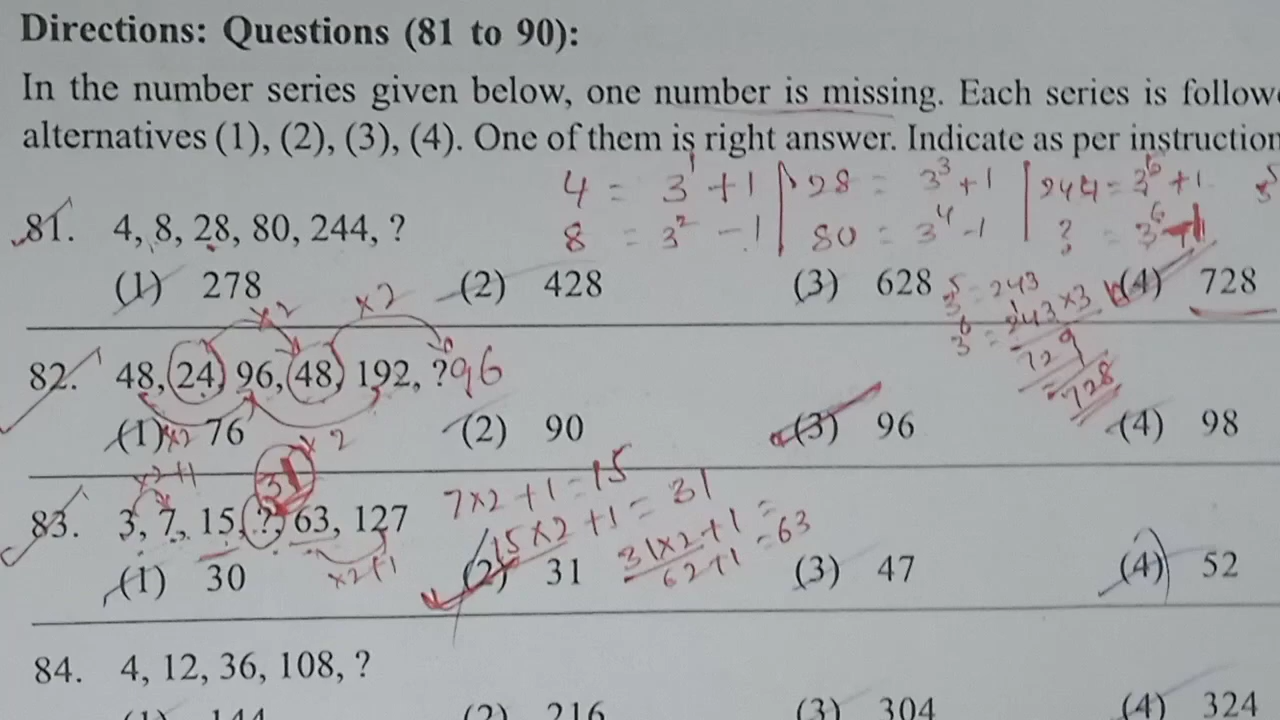 Directions: Questions (81 to 90):
In the number series given below, one number is missing. Each series is followe
alternatives (1), (2), (3), (4). One of them is right answer. Indicate as per instruction
4 = 3¹ + 1 | 28 = 3³ + 1 | 244 = 3⁵ + 1
8 = 3² - 1 | 80 = 3⁴ - 1 | ? = 3⁶ - 1
81. 4, 8, 28, 80, 244, ?
(1) 278 (2) 428 (3) 628 (4) 728
3⁵ = 243
3⁶ = 243 × 3
729
= 728
×2 ×2
82. 48, 24, 96, 48, 192, ? 96
(1) 76 (2) 90 (3) 96 (4) 98
×2 ×2
×2+1 31
83. 3, 7, 15, ?, 63, 127
7×2 + 1 = 15
15×2 + 1 = 31
31×2 + 1 =
62+1 = 63
×2+1
(1) 30 (2) 31 (3) 47 (4) 52
84. 4, 12, 36, 108, ?
(1) 144 (2) 216 (3) 304 (4) 324